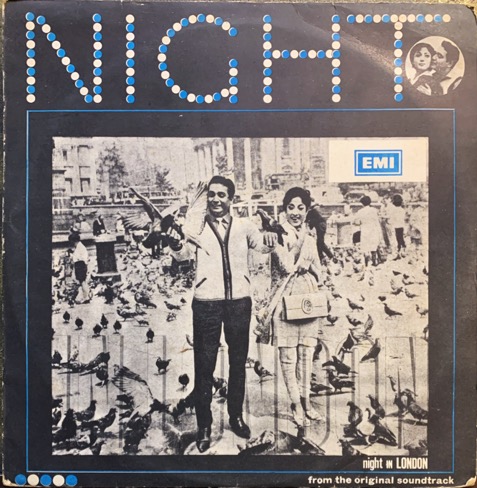 NIGHT
EMI
night IN LONDON
from the original soundtrack